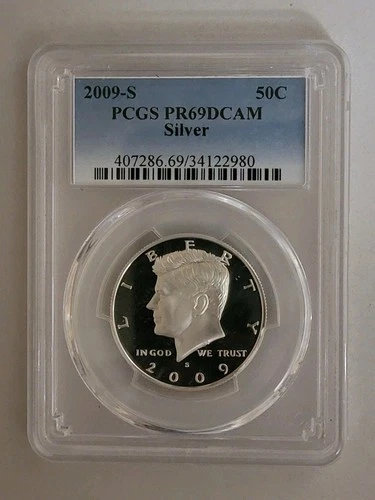 2009-S 50C
PCGS PR69DCAM
Silver
407286.69/34122980
LIBERTY
IN GOD WE TRUST
S
2009